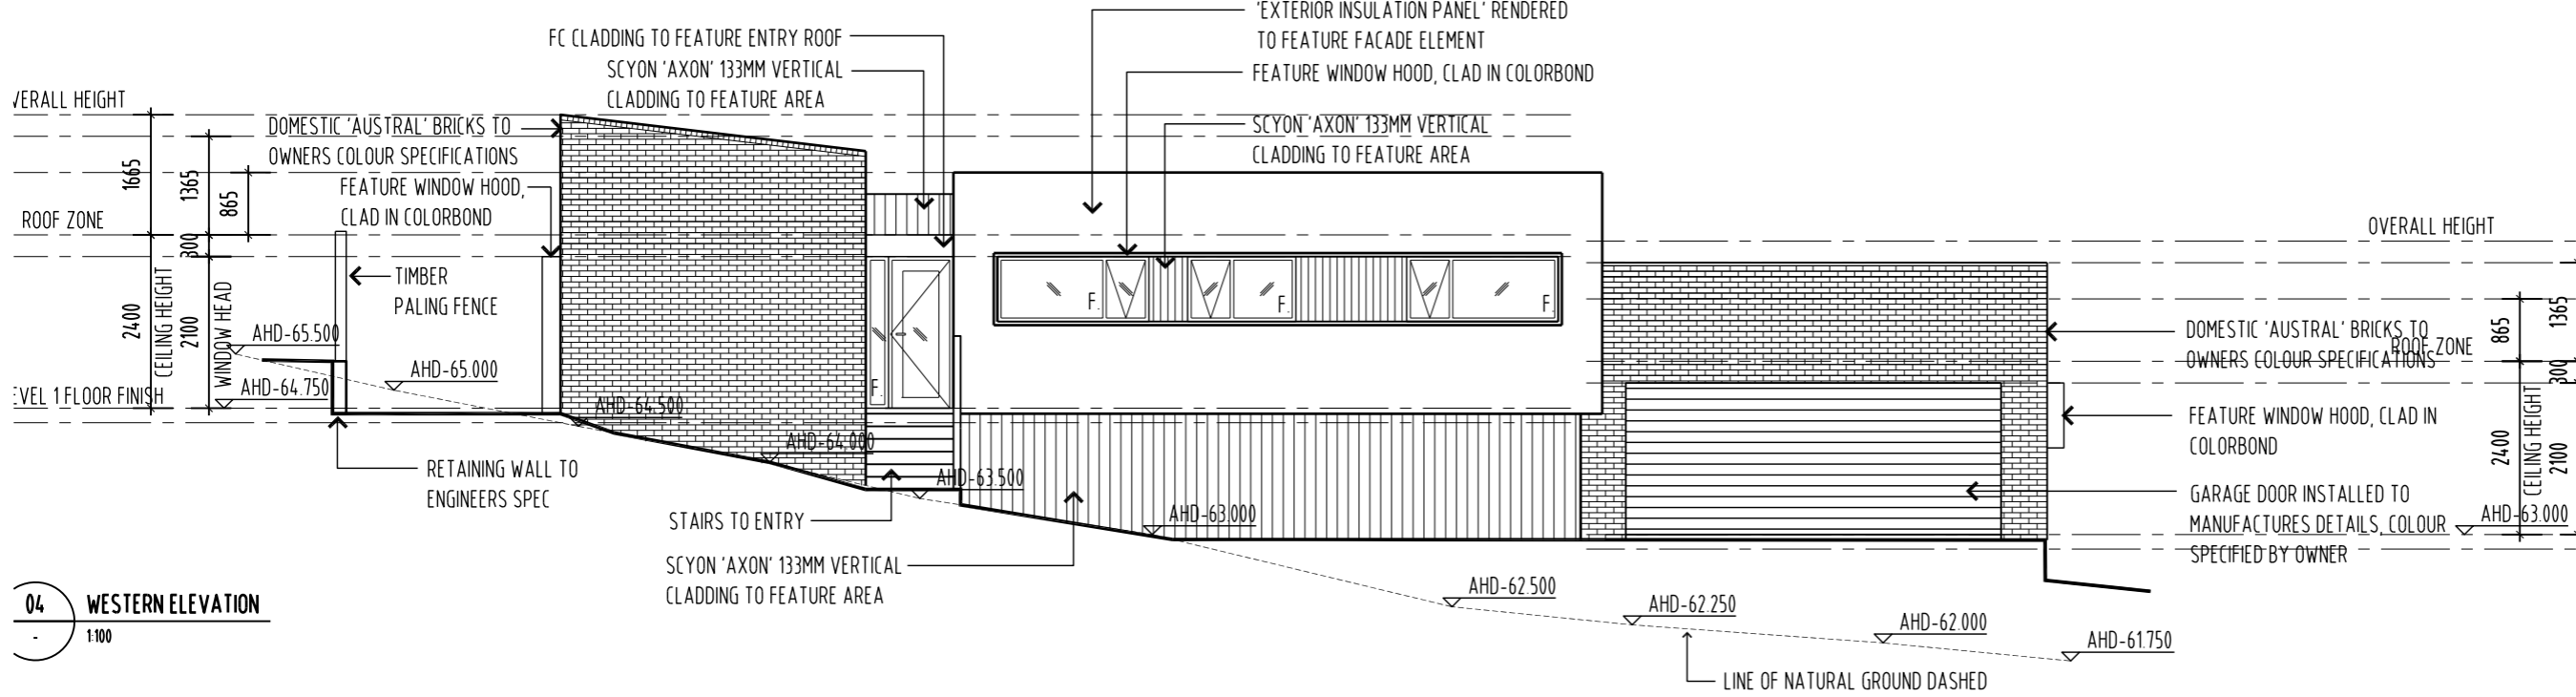 'EXTERIOR INSULATION PANEL' RENDERED
TO FEATURE FACADE ELEMENT
FC CLADDING TO FEATURE ENTRY ROOF
SCYON 'AXON' 133MM VERTICAL
CLADDING TO FEATURE AREA
FEATURE WINDOW HOOD, CLAD IN COLORBOND
VERALL HEIGHT
DOMESTIC 'AUSTRAL' BRICKS TO
OWNERS COLOUR SPECIFICATIONS
SCYON 'AXON' 133MM VERTICAL
CLADDING TO FEATURE AREA
1665
1365
865
FEATURE WINDOW HOOD,
CLAD IN COLORBOND
ROOF ZONE
300
OVERALL HEIGHT
TIMBER
PALING FENCE
2400
CEILING HEIGHT
2100
WINDOW HEAD
AHD-65.500
AHD-65.000
AHD-64.750
EVEL 1 FLOOR FINISH
AHD-64.500
AHD-64.000
AHD-63.500
AHD-63.000
F.
F.
F.
F.
DOMESTIC 'AUSTRAL' BRICKS TO
OWNERS COLOUR SPECIFICATIONS
ROOF ZONE
865
1365
300
FEATURE WINDOW HOOD, CLAD IN
COLORBOND
2400
CEILING HEIGHT
2100
GARAGE DOOR INSTALLED TO
MANUFACTURES DETAILS, COLOUR
SPECIFIED BY OWNER
AHD-63.000
RETAINING WALL TO
ENGINEERS SPEC
STAIRS TO ENTRY
SCYON 'AXON' 133MM VERTICAL
CLADDING TO FEATURE AREA
AHD-62.500
AHD-62.250
AHD-62.000
AHD-61.750
LINE OF NATURAL GROUND DASHED
04
-
WESTERN ELEVATION
1:100